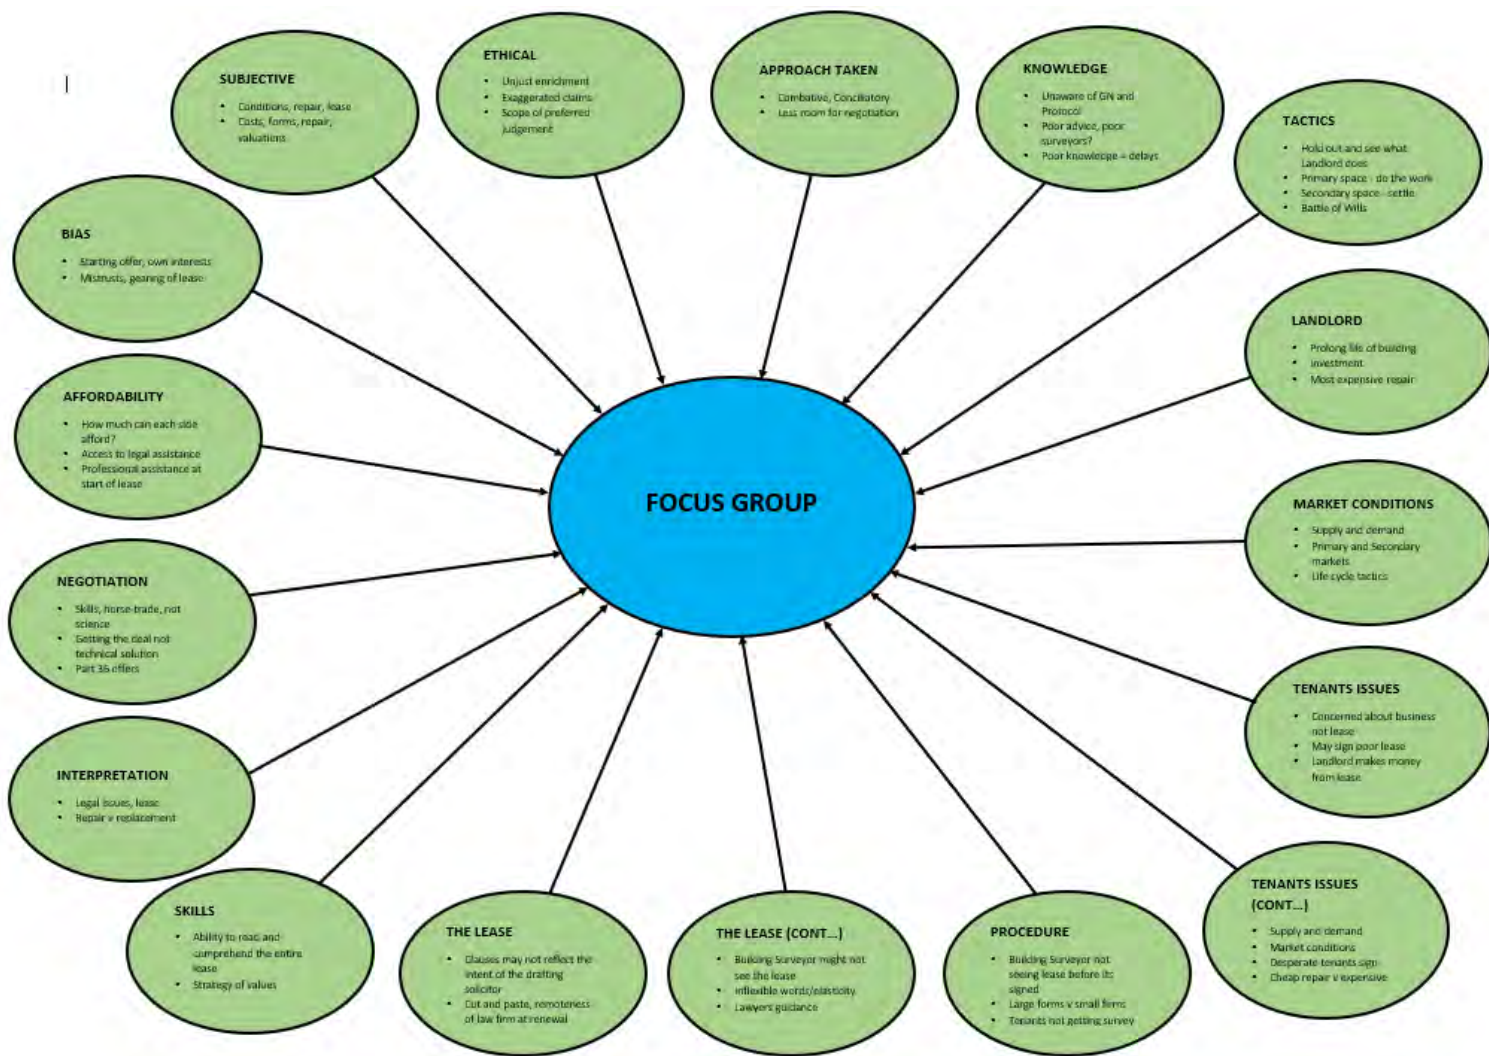 SUBJECTIVE
• Conditions, repair, lease
• Costs, forms, repair,
valuations
ETHICAL
• Unjust enrichment
• Exaggerated claims
• Scope of preferred
judgement
APPROACH TAKEN
• Combative, Conciliatory
• Less room for negotiation
KNOWLEDGE
• Unaware of GN and
Protocol
• Poor advice, poor
surveyors?
• Poor knowledge = delays
TACTICS
• Hold out and see what
Landlord does
• Primary space - do the work
• Secondary space - settle
• Battle of Wills
BIAS
• Starting offer, own interests
• Mistrusts, gearing of lease
LANDLORD
• Prolong life of building
• Investment
• Most expensive repair
AFFORDABILITY
• How much can each side
afford?
• Access to legal assistance
• Professional assistance at
start of lease
FOCUS GROUP
MARKET CONDITIONS
• Supply and demand
• Primary and Secondary
markets
• Life cycle tactics
NEGOTIATION
• Skills, horse-trade, not
science
• Getting the deal not
technical solution
• Part 36 offers
TENANTS ISSUES
• Concerned about business
not lease
• May sign poor lease
• Landlord makes money
from lease
INTERPRETATION
• Legal issues, lease
• Repair v replacement
SKILLS
• Ability to read and
comprehend the entire
lease
• Strategy of values
THE LEASE
• Clauses may not reflect the
intent of the drafting
solicitor
• Cut and paste, remoteness
of law firm at renewal
THE LEASE (CONT...)
• Building Surveyor might not
see the lease
• Inflexible words/elasticity
• Lawyers guidance
PROCEDURE
• Building Surveyor not
seeing lease before its
signed
• Large forms v small firms
• Tenants not getting survey
TENANTS ISSUES
(CONT...)
• Supply and demand
• Market conditions
• Desperate tenants sign
• Cheap repair v expensive